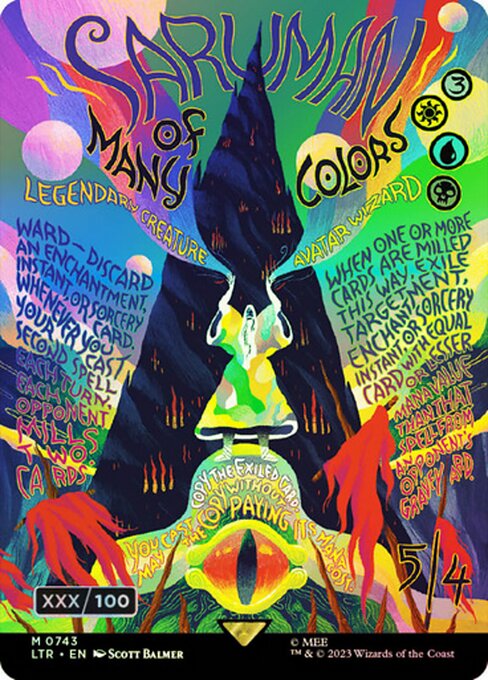 SARUMAN
OF
MANY
COLORS
3
LEGENDARY CREATURE
AVATAR WIZARD
WARD – DISCARD
AN ENCHANTMENT,
INSTANT, OR SORCERY
CARD.
WHENEVER YOU
CAST YOUR
SECOND SPELL
EACH TURN,
EACH OPPONENT
MILLS
TWO
CARDS.
WHEN ONE OR MORE
CARDS ARE MILLED
THIS WAY, EXILE
TARGET
ENCHANTMENT,
INSTANT, OR SORCERY
CARD WITH EQUAL
OR LESSER
MANA VALUE
THAN THAT
SPELL FROM
AN OPPONENT'S
GRAVEYARD.
COPY THE EXILED CARD.
YOU MAY CAST THE COPY WITHOUT
PAYING ITS MANA COST.
5/4
XXX/100
M 0743
LTR • EN SCOTT BALMER
© MEE
™ & © 2023 Wizards of the Coast